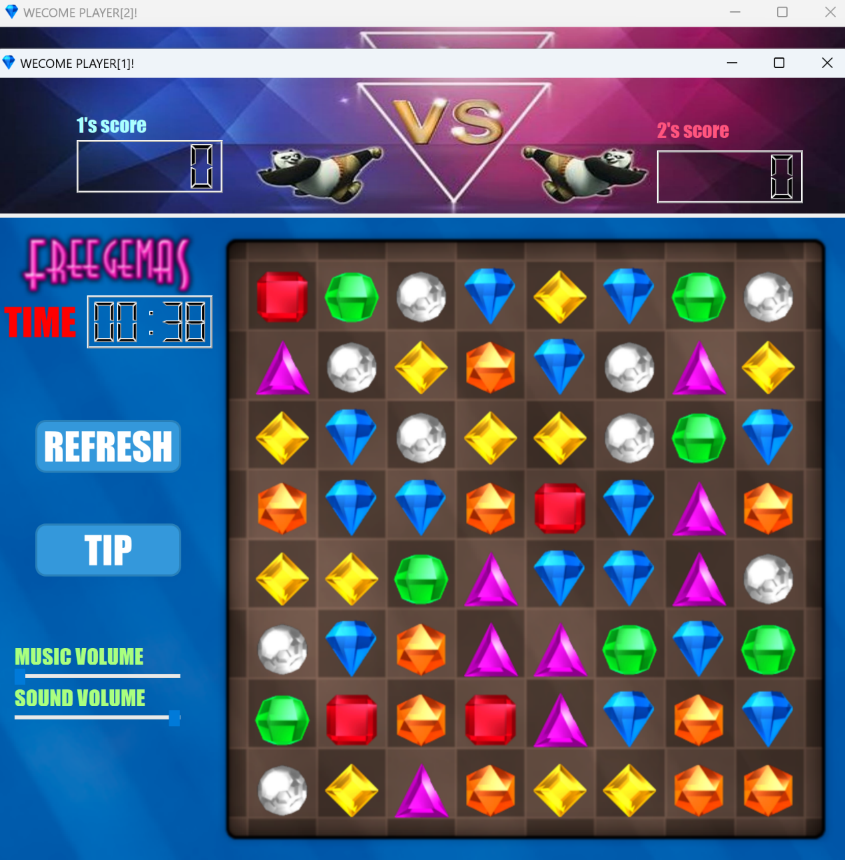 WECOME PLAYER[2]!
WECOME PLAYER[1]!
VS
1's score
2's score
0
0
FREEGEMAS
TIME 00:38
REFRESH
TIP
MUSIC VOLUME
SOUND VOLUME